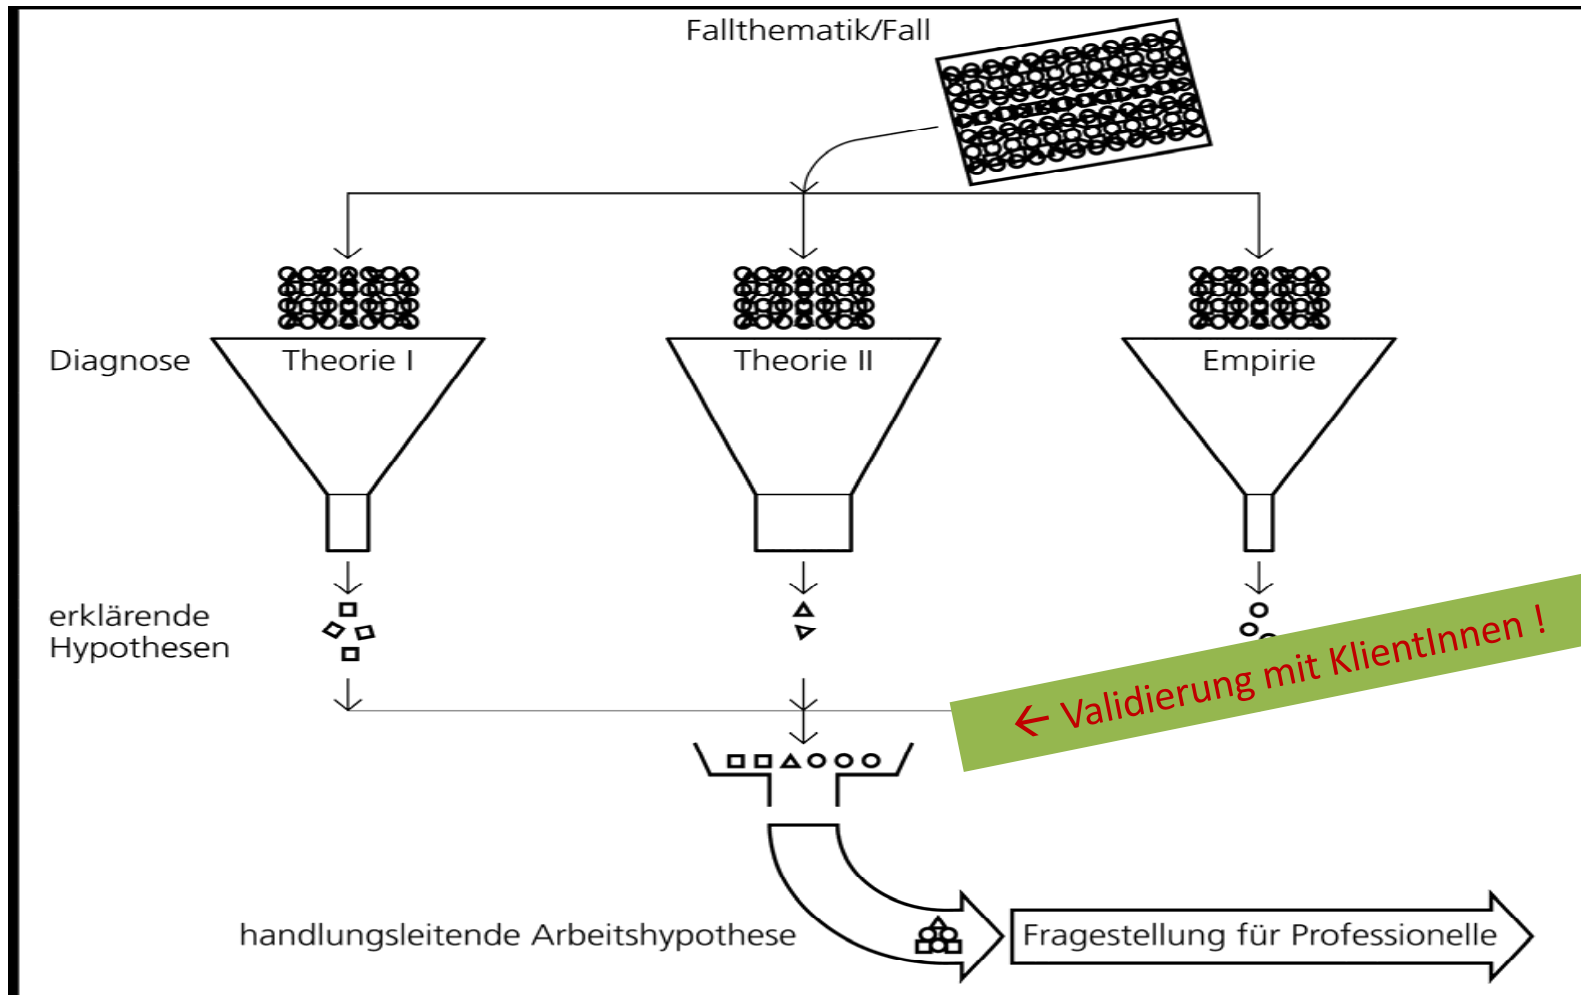 Fallthematik/Fall
Diagnose
Theorie I
Theorie II
Empirie
erklärende
Hypothesen
← Validierung mit KlientInnen !
handlungsleitende Arbeitshypothese
Fragestellung für Professionelle